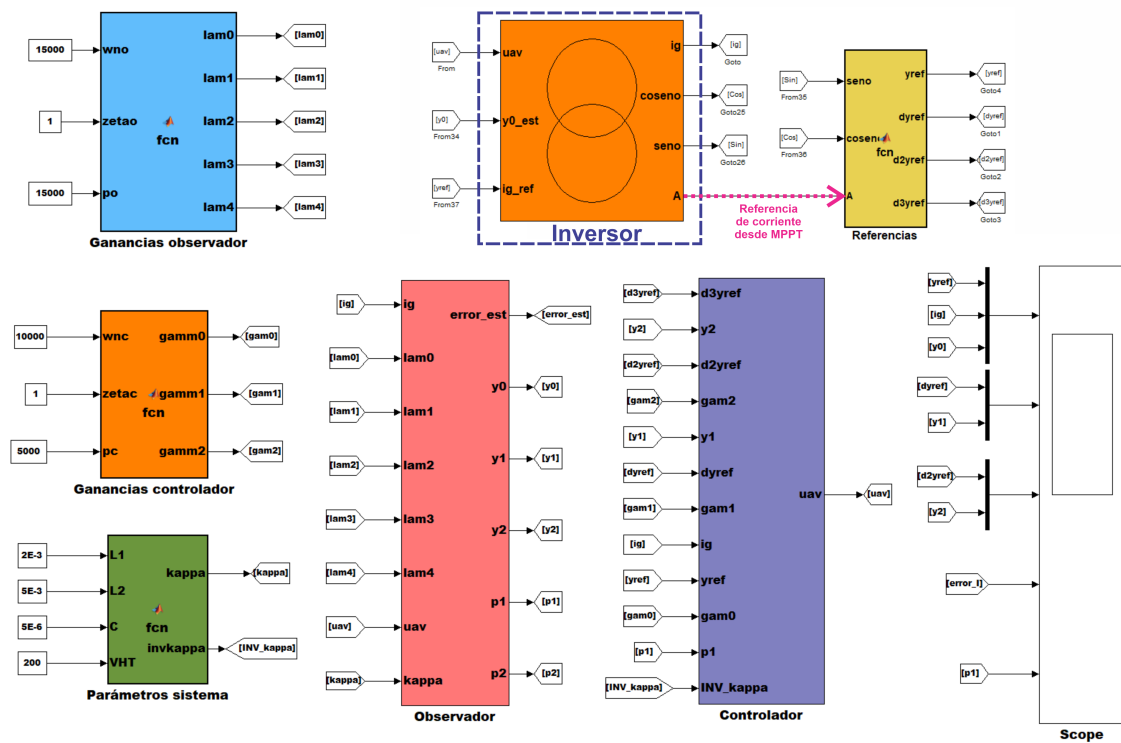 15000
wno
1
zetao
15000
po
fcn
lam0
[lam0]
lam1
[lam1]
lam2
[lam2]
lam3
[lam3]
lam4
[lam4]
Ganancias observador
[uav]
From
uav
[y0]
From34
y0_est
[yref]
From37
ig_ref
ig
[ig]
Goto
coseno
[Cos]
Goto25
seno
[Sin]
Goto26
A
Inversor
Referencia
de corriente
desde MPPT
[Sin]
From35
seno
[Cos]
From36
coseno
A
fcn
yref
[yref]
Goto4
dyref
[dyref]
Goto1
d2yref
[d2yref]
Goto2
d3yref
[d3yref]
Goto3
Referencias
10000
wnc
1
zetac
5000
pc
fcn
gamm0
[gam0]
gamm1
[gam1]
gamm2
[gam2]
Ganancias controlador
2E-3
L1
5E-3
L2
5E-6
C
200
VHT
fcn
kappa
[kappa]
invkappa
[INV_kappa]
Parámetros sistema
[ig]
ig
[lam0]
lam0
[lam1]
lam1
[lam2]
lam2
[lam3]
lam3
[lam4]
lam4
[uav]
uav
[kappa]
kappa
error_est
[error_est]
y0
[y0]
y1
[y1]
y2
[y2]
p1
[p1]
p2
[p2]
Observador
[d3yref]
d3yref
[y2]
y2
[d2yref]
d2yref
[gam2]
gam2
[y1]
y1
[dyref]
dyref
[gam1]
gam1
[ig]
ig
[yref]
yref
[gam0]
gam0
[p1]
p1
[INV_kappa]
INV_kappa
uav
[uav]
Controlador
[yref]
[ig]
[y0]
[dyref]
[y1]
[d2yref]
[y2]
[error_I]
[p1]
Scope